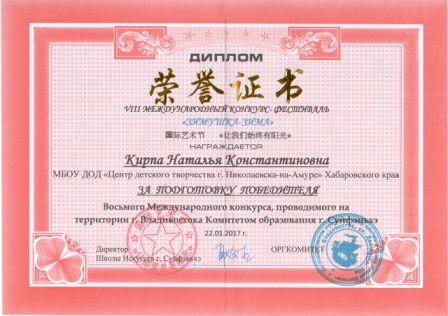 ДИПЛОМ
荣誉证书
VIII МЕЖДУНАРОДНЫЙ КОНКУРС- ФЕСТИВАЛЬ
«ЗИМУШКА-ЗИМА»
国际艺术节 «让我们始终有阳光»
НАГРАЖДАЕТСЯ
Кирпа Наталья Константиновна
МБОУ ДОД «Центр детского творчества г. Николаевска-на-Амуре» Хабаровского края
ЗА ПОДГОТОВКУ ПОБЕДИТЕЛЯ
Восьмого Международного конкурса, проводимого на
территории г. Владивостока Комитетом образования г. Суйфэньхэ
22.01.2017 г.
Директор ОРГКОМИТЕТ
Школы Искусств г. Суйфэньхэ